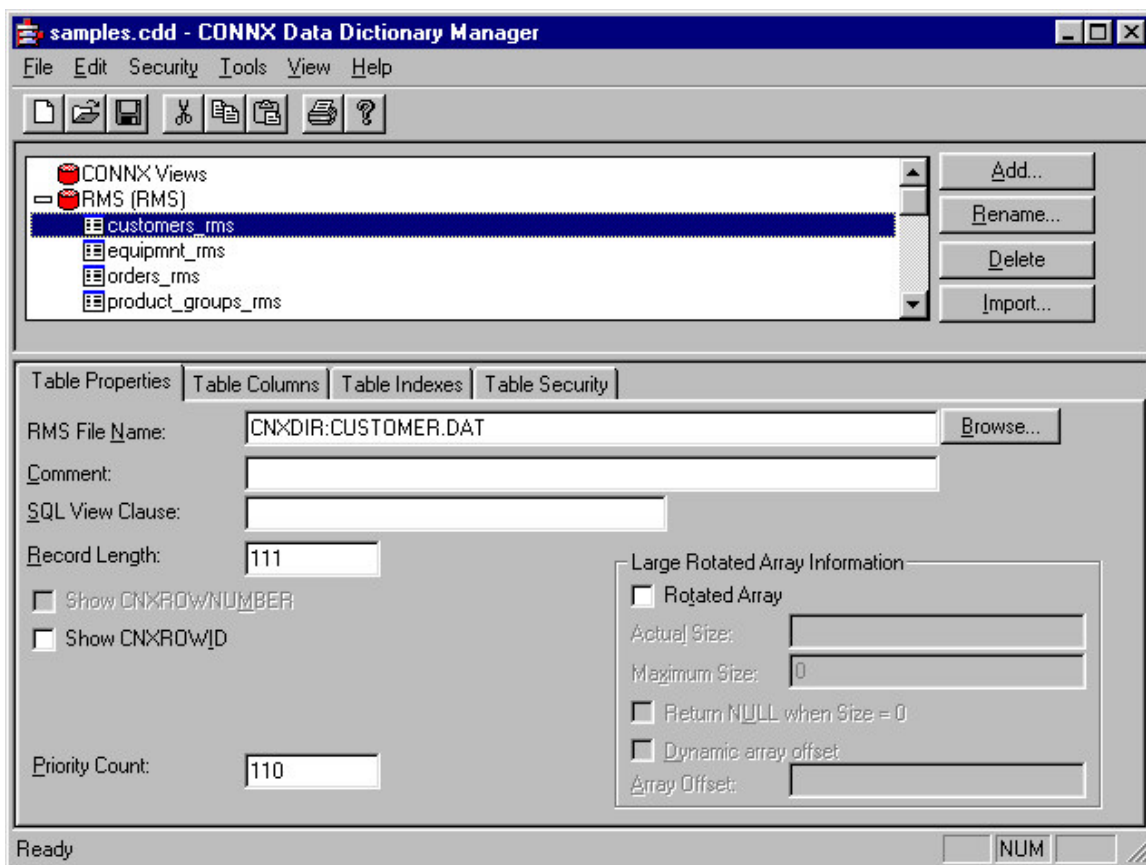 samples.cdd - CONNX Data Dictionary Manager
File Edit Security Tools View Help
CONNX Views
RMS (RMS)
customers_rms
equipmnt_rms
orders_rms
product_groups_rms
Add...
Rename...
Delete
Import...
Table Properties Table Columns Table Indexes Table Security
RMS File Name: CNXDIR:CUSTOMER.DAT Browse...
Comment:
SQL View Clause:
Record Length: 111
Show CNXROWNUMBER
Show CNXROWID
Priority Count: 110
Large Rotated Array Information
Rotated Array
Actual Size:
Maximum Size: 0
Return NULL when Size = 0
Dynamic array offset
Array Offset:
Ready NUM